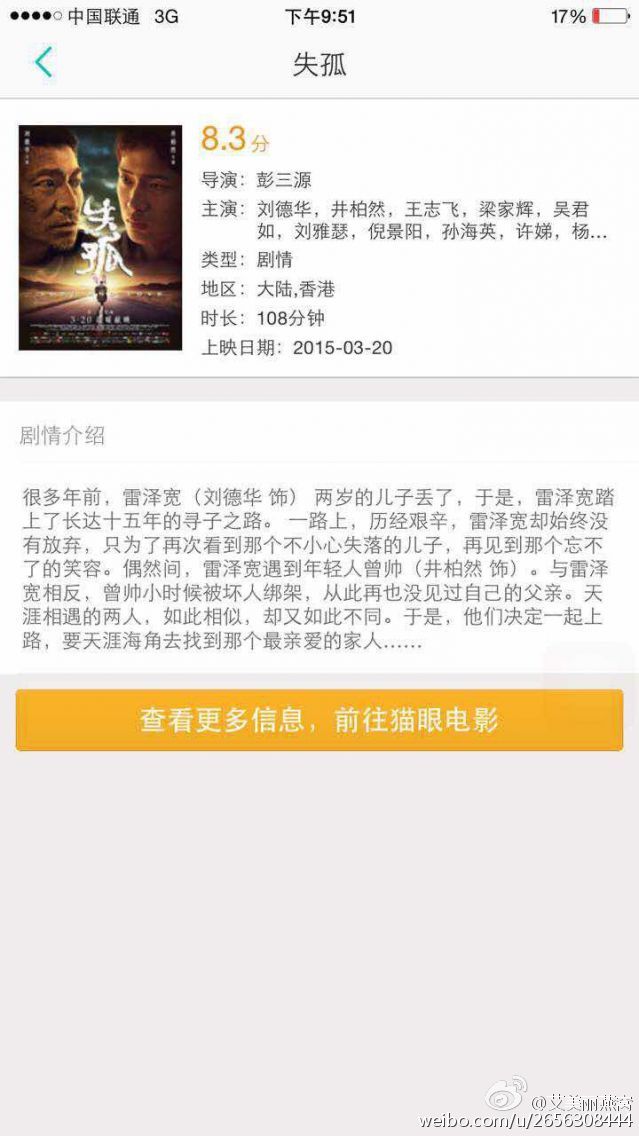 中国联通 3G 下午9:51 17%
失孤
失孤
3-20
8.3分
导演：彭三源
主演：刘德华，井柏然，王志飞，梁家辉，吴君
如，刘雅瑟，倪景阳，孙海英，许娣，杨...
类型：剧情
地区：大陆,香港
时长：108分钟
上映日期：2015-03-20
剧情介绍
很多年前，雷泽宽（刘德华 饰） 两岁的儿子丢了，于是，雷泽宽踏
上了长达十五年的寻子之路。 一路上，历经艰辛，雷泽宽却始终没
有放弃，只为了再次看到那个不小心失落的儿子，再见到那个忘不
了的笑容。偶然间，雷泽宽遇到年轻人曾帅（井柏然 饰）。与雷泽
宽相反，曾帅小时候被坏人绑架，从此再也没见过自己的父亲。天
涯相遇的两人，如此相似，却又如此不同。于是，他们决定一起上
路，要天涯海角去找到那个最亲爱的家人……
查看更多信息，前往猫眼电影
@艾美丽燕窝
weibo.com/u/2656308444